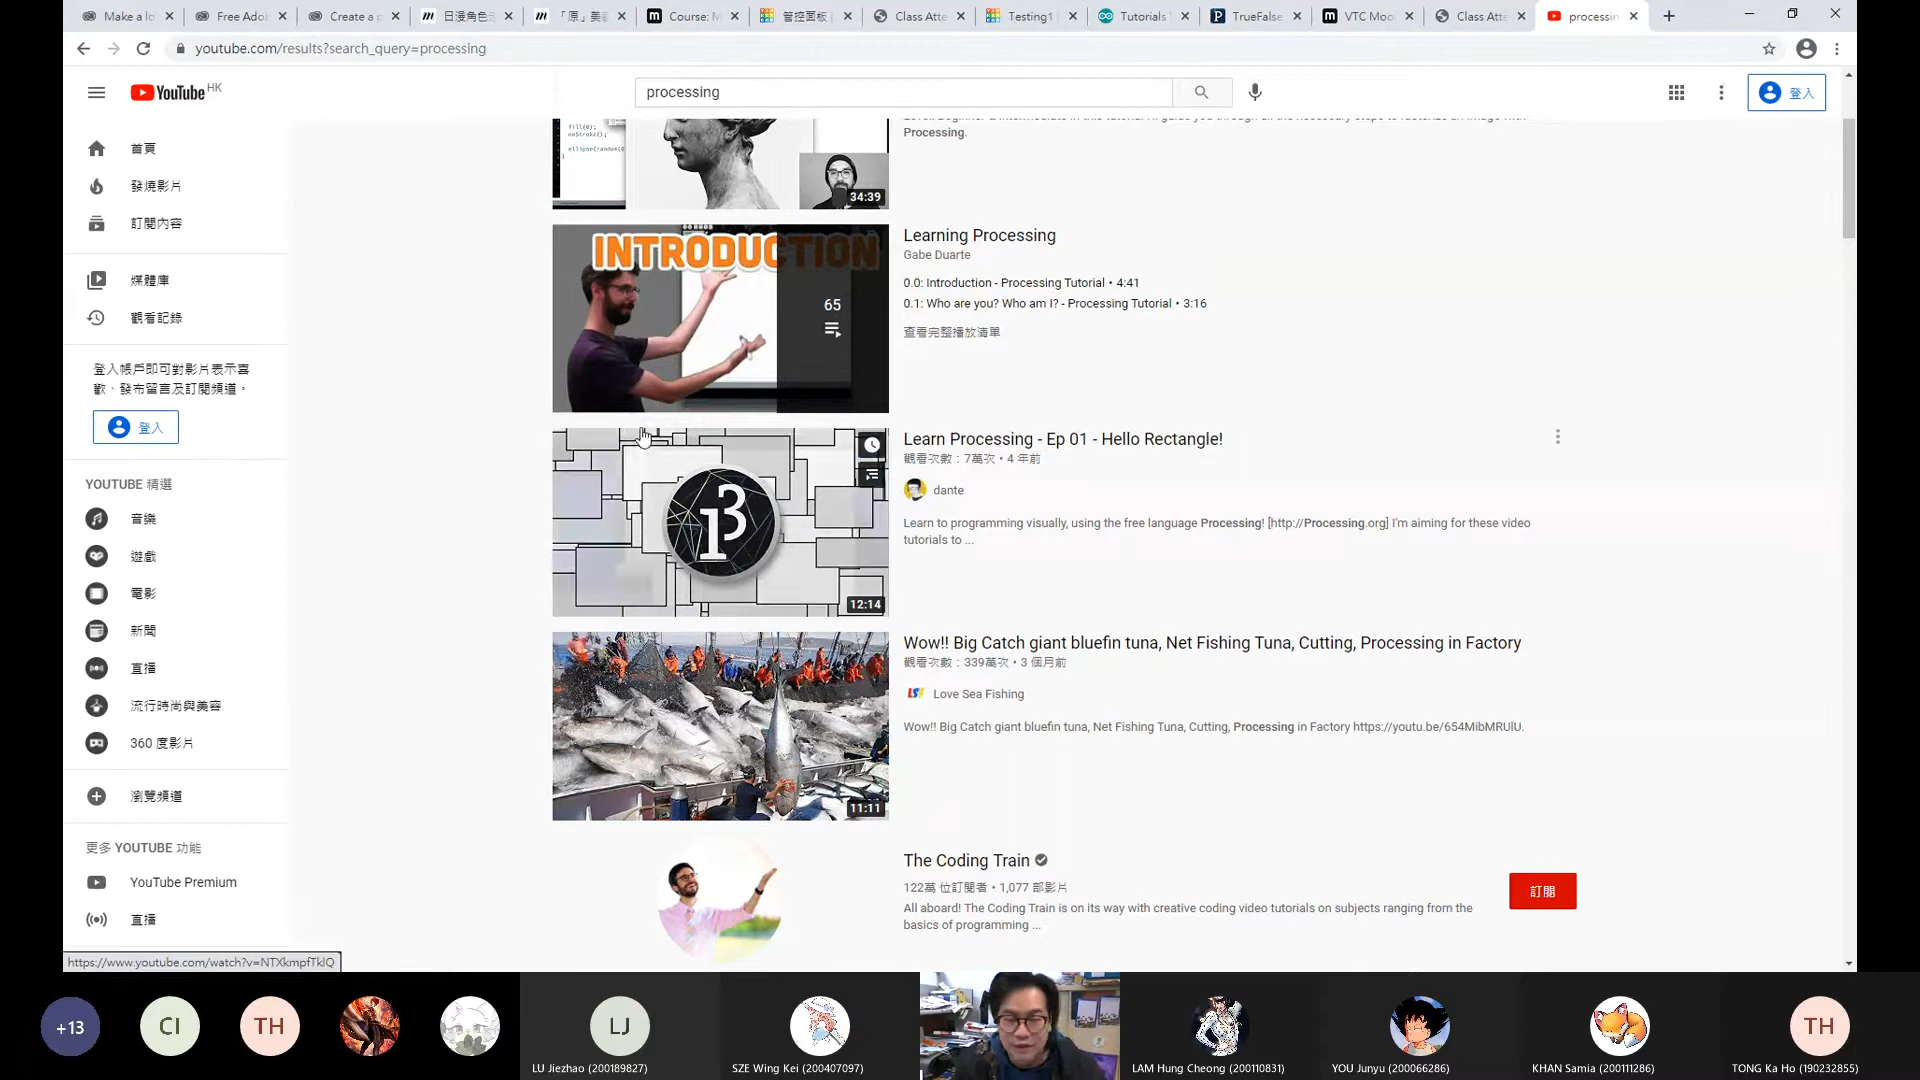 Make a lo
Free Ado
Create a p
日漫角色
「原」美
Course: M
管控面板
Class Atte
Testing1
Tutorials
TrueFalse
VTC Moo
Class Atte
processin
youtube.com/results?search_query=processing
YouTube HK
processing
登入
首頁
發燒影片
訂閱內容
媒體庫
觀看記錄
登入帳戶即可對影片表示喜
歡、發布留言及訂閱頻道。
登入
YOUTUBE 精選
音樂
遊戲
電影
新聞
直播
流行時尚與美容
360 度影片
瀏覽頻道
更多 YOUTUBE 功能
YouTube Premium
直播
https://www.youtube.com/watch?v=NTXkmpfTklQ
fill(0);
noStroke();
34:39
Processing.
INTRODUCTION
65
Learning Processing
Gabe Duarte
0.0: Introduction - Processing Tutorial • 4:41
0.1: Who are you? Who am I? - Processing Tutorial • 3:16
查看完整播放清單
12:14
Learn Processing - Ep 01 - Hello Rectangle!
觀看次數：7萬次 • 4 年前
dante
Learn to programming visually, using the free language Processing! [http://Processing.org] I'm aiming for these video
tutorials to ...
11:11
Wow!! Big Catch giant bluefin tuna, Net Fishing Tuna, Cutting, Processing in Factory
觀看次數：339萬次 • 3 個月前
Love Sea Fishing
Wow!! Big Catch giant bluefin tuna, Net Fishing Tuna, Cutting, Processing in Factory https://youtu.be/654MibMRUlU.
The Coding Train
122萬 位訂閱者 • 1,077 部影片
All aboard! The Coding Train is on its way with creative coding video tutorials on subjects ranging from the
basics of programming ...
訂閱
+13
CI
TH
LJ
LU Jiezhao (200189827)
SZE Wing Kei (200407097)
LAM Hung Cheong (200110831)
YOU Junyu (200066286)
KHAN Samia (200111286)
TH
TONG Ka Ho (190232855)